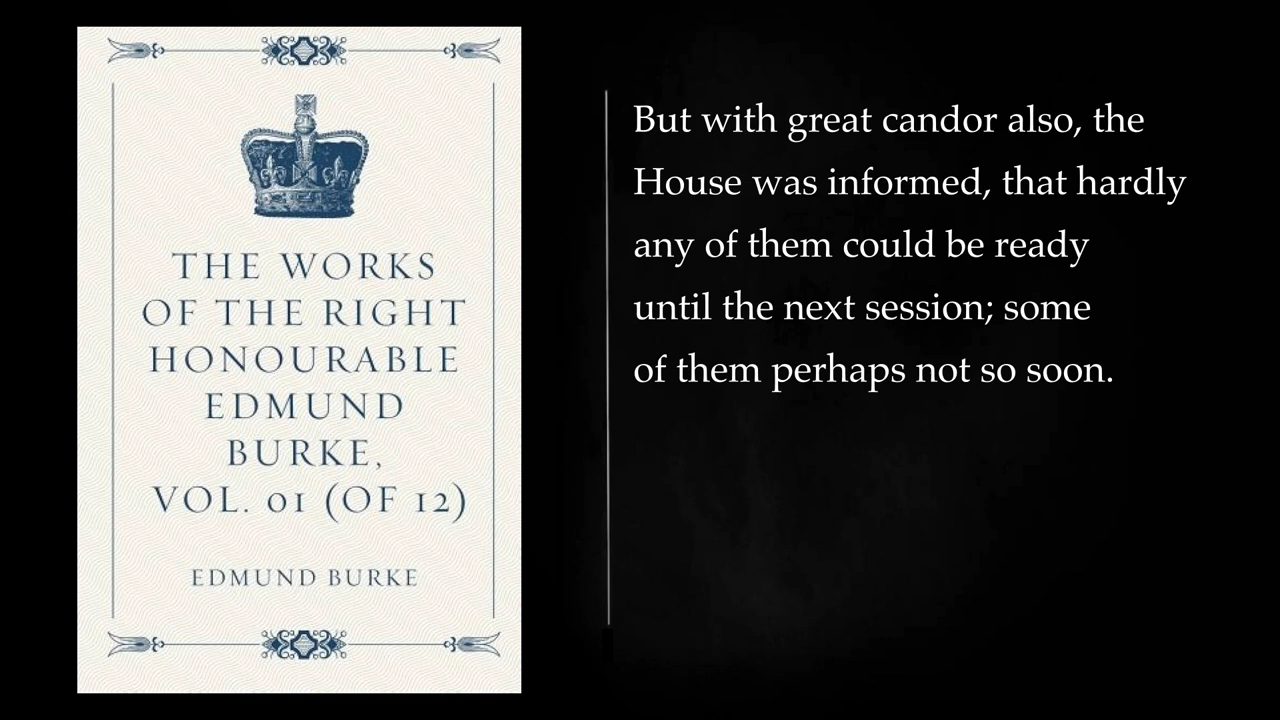 THE WORKS
OF THE RIGHT
HONOURABLE
EDMUND
BURKE,
VOL. 01 (OF 12)
EDMUND BURKE
But with great candor also, the
House was informed, that hardly
any of them could be ready
until the next session; some
of them perhaps not so soon.